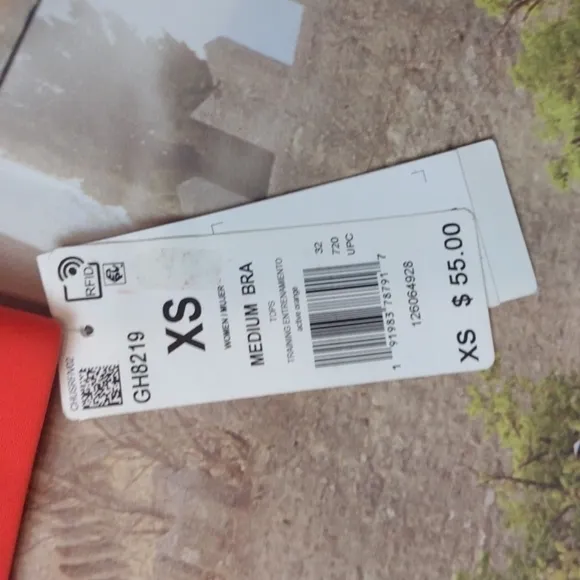 RFID
CHUSRRVV02
GH8219
XS
WOMEN / MUJER
MEDIUM BRA
TOPS
TRAINING/ENTRENAMIENTO
active orange
32
720
UPC
1 91983 78791 7
126064928
XS $ 55.00